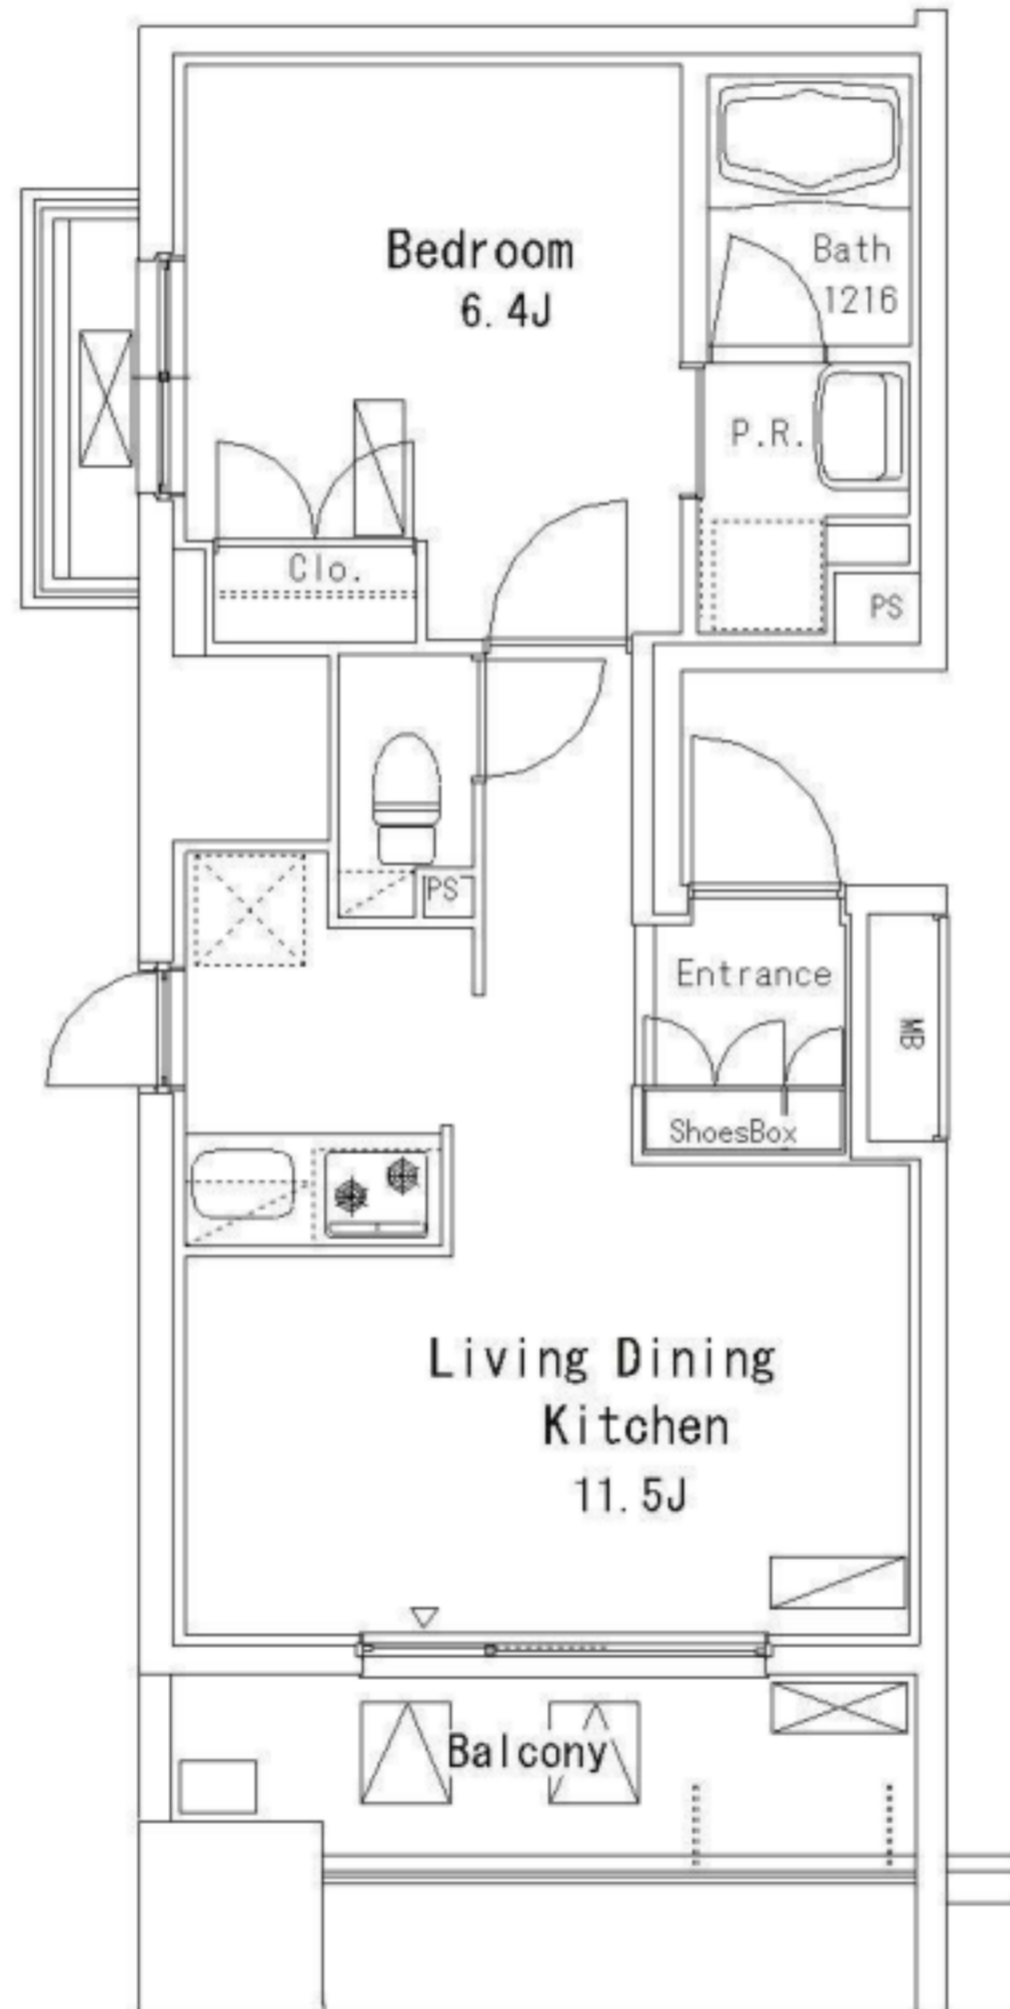 Bedroom
6.4J
Bath
1216
P.R.
Clo.
PS
PS
Entrance
MB
ShoesBox
Living Dining
Kitchen
11.5J
Balcony